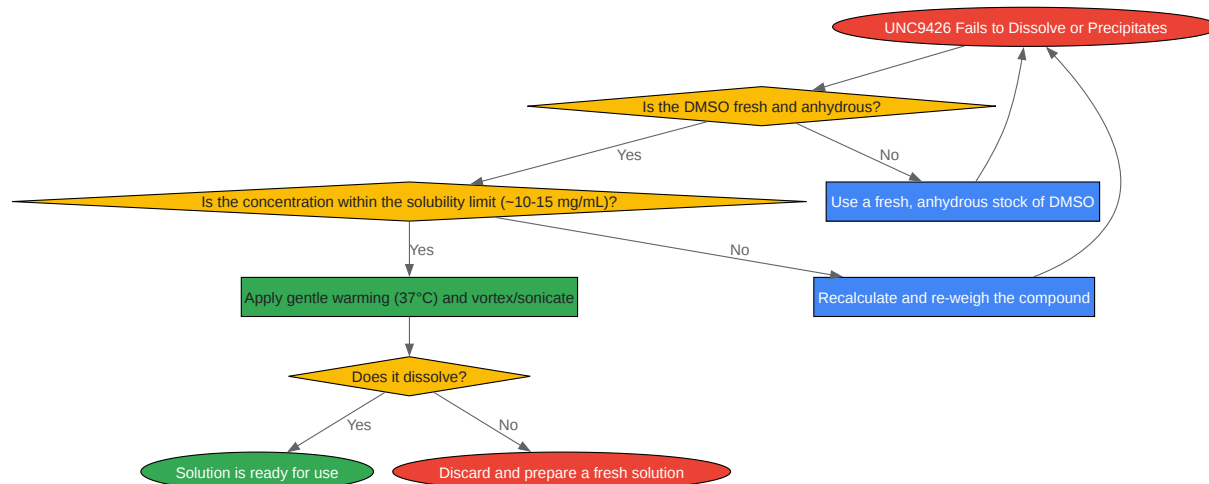 UNC9426 Fails to Dissolve or Precipitates
Is the DMSO fresh and anhydrous?
Yes
No
Is the concentration within the solubility limit (~10-15 mg/mL)?
Use a fresh, anhydrous stock of DMSO
Yes
No
Apply gentle warming (37°C) and vortex/sonicate
Recalculate and re-weigh the compound
Does it dissolve?
Yes
No
Solution is ready for use
Discard and prepare a fresh solution